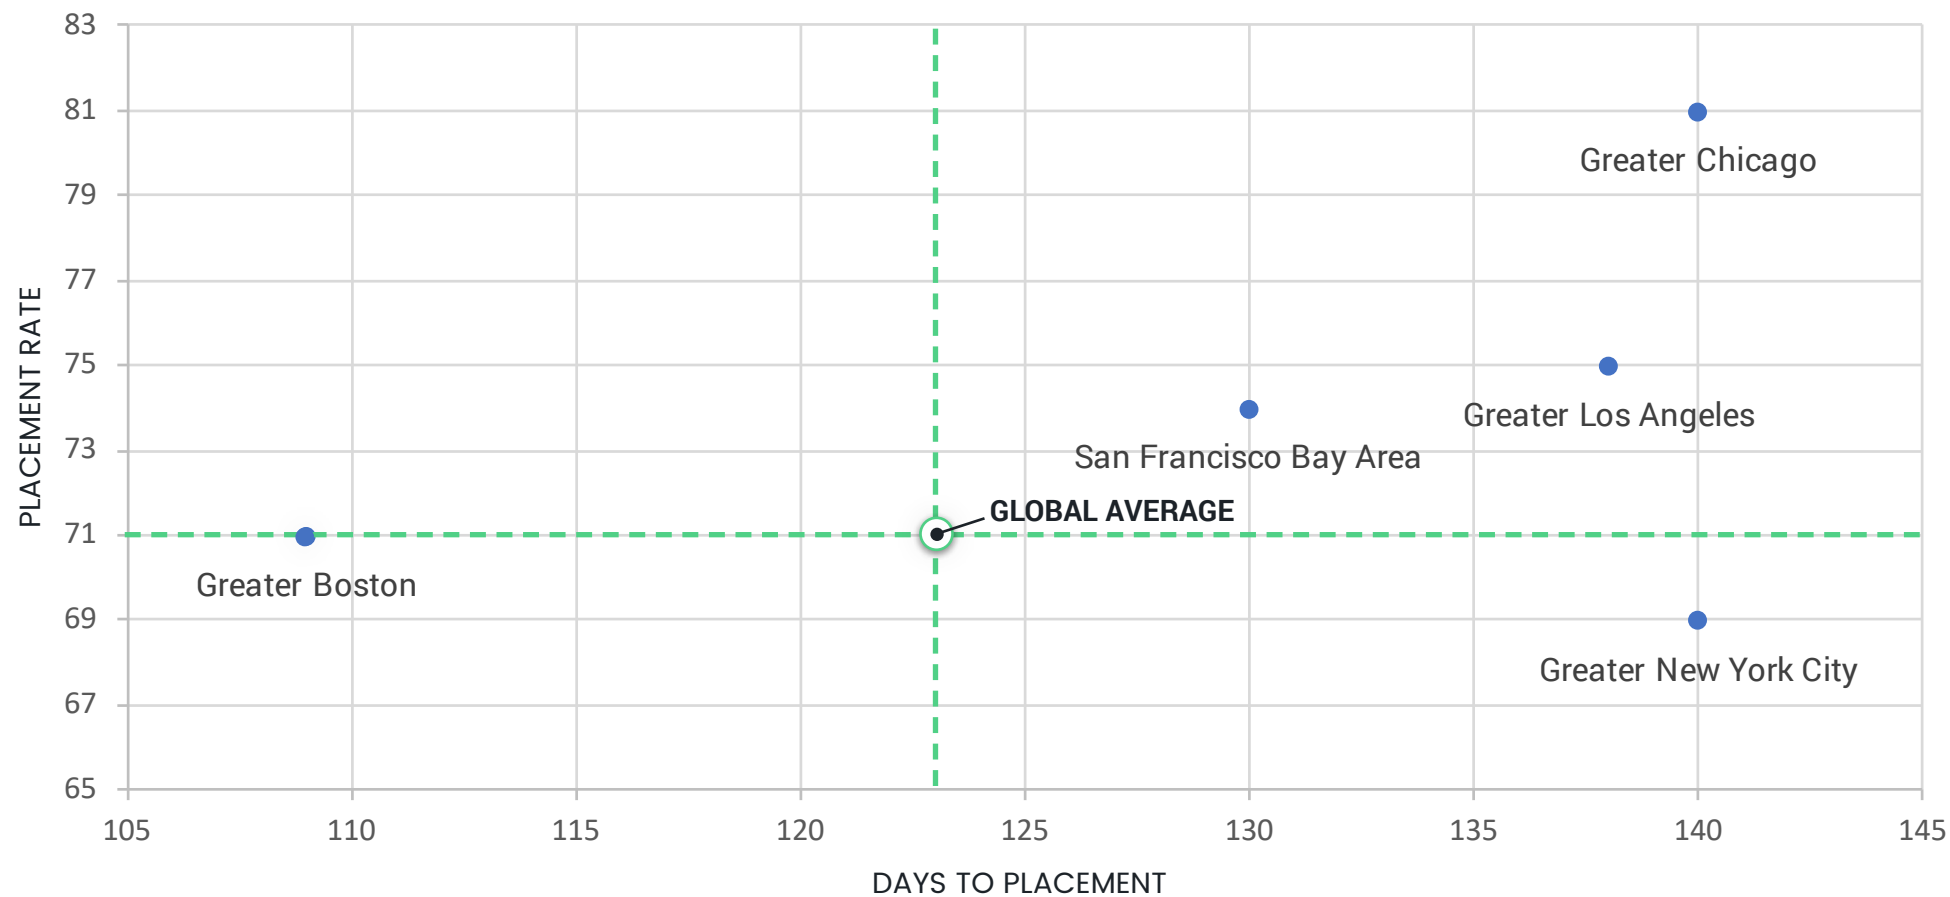 83
81
Greater Chicago
79
77
PLACEMENT RATE
75
Greater Los Angeles
73
San Francisco Bay Area
GLOBAL AVERAGE
71
Greater Boston
69
Greater New York City
67
65
105 110 115 120 125 130 135 140 145
DAYS TO PLACEMENT